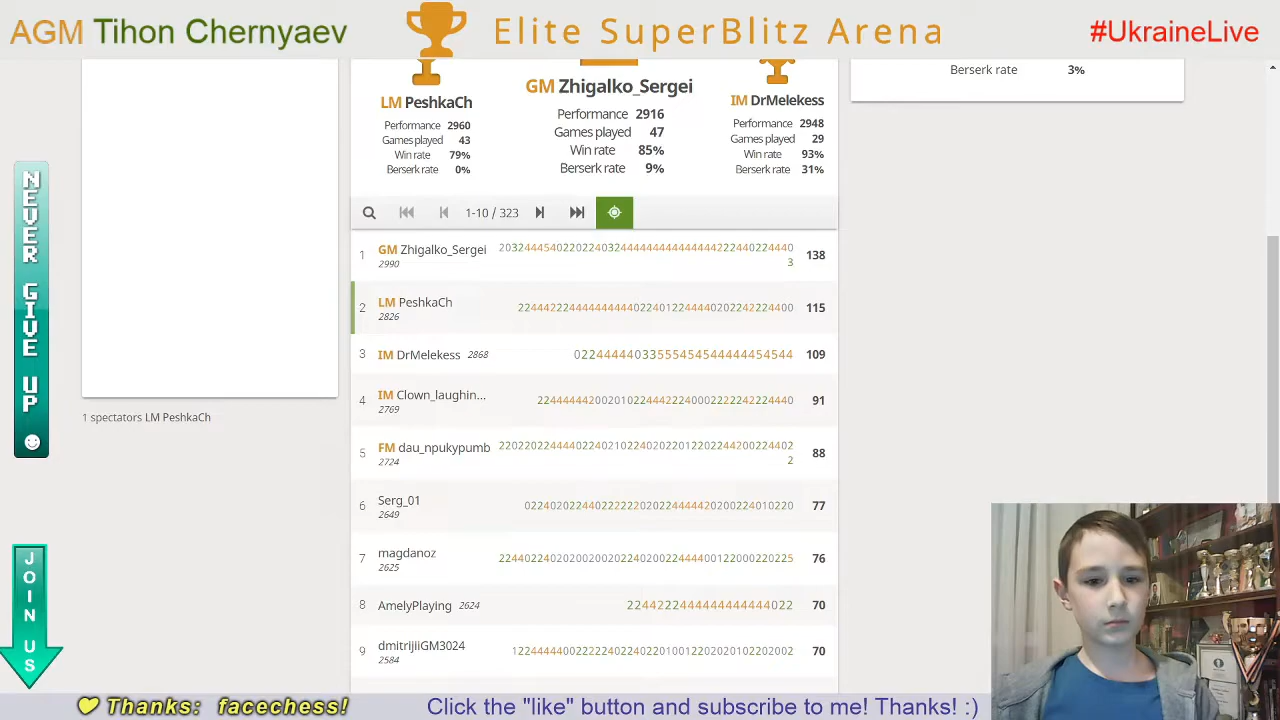 AGM Tihon Chernyaev
Elite SuperBlitz Arena
#UkraineLive
NEVER GIVE UP
JOIN US
LM PeshkaCh
Performance 2960
Games played 43
Win rate 79%
Berserk rate 0%
GM Zhigalko_Sergei
Performance 2916
Games played 47
Win rate 85%
Berserk rate 9%
IM DrMelekess
Performance 2948
Games played 29
Win rate 93%
Berserk rate 31%
Berserk rate 3%
1-10 / 323
1 GM Zhigalko_Sergei 138
2990
2 LM PeshkaCh 115
2826
3 IM DrMelekess 2868 109
4 IM Clown_laughin... 91
2769
5 FM dau_npukypumb 88
2724
6 Serg_01 77
2649
7 magdanoz 76
2625
8 AmelyPlaying 2624 70
9 dmitrijiiGM3024 70
2584
1 spectators LM PeshkaCh
Thanks: facechess!
Click the "like" button and subscribe to me! Thanks! :)